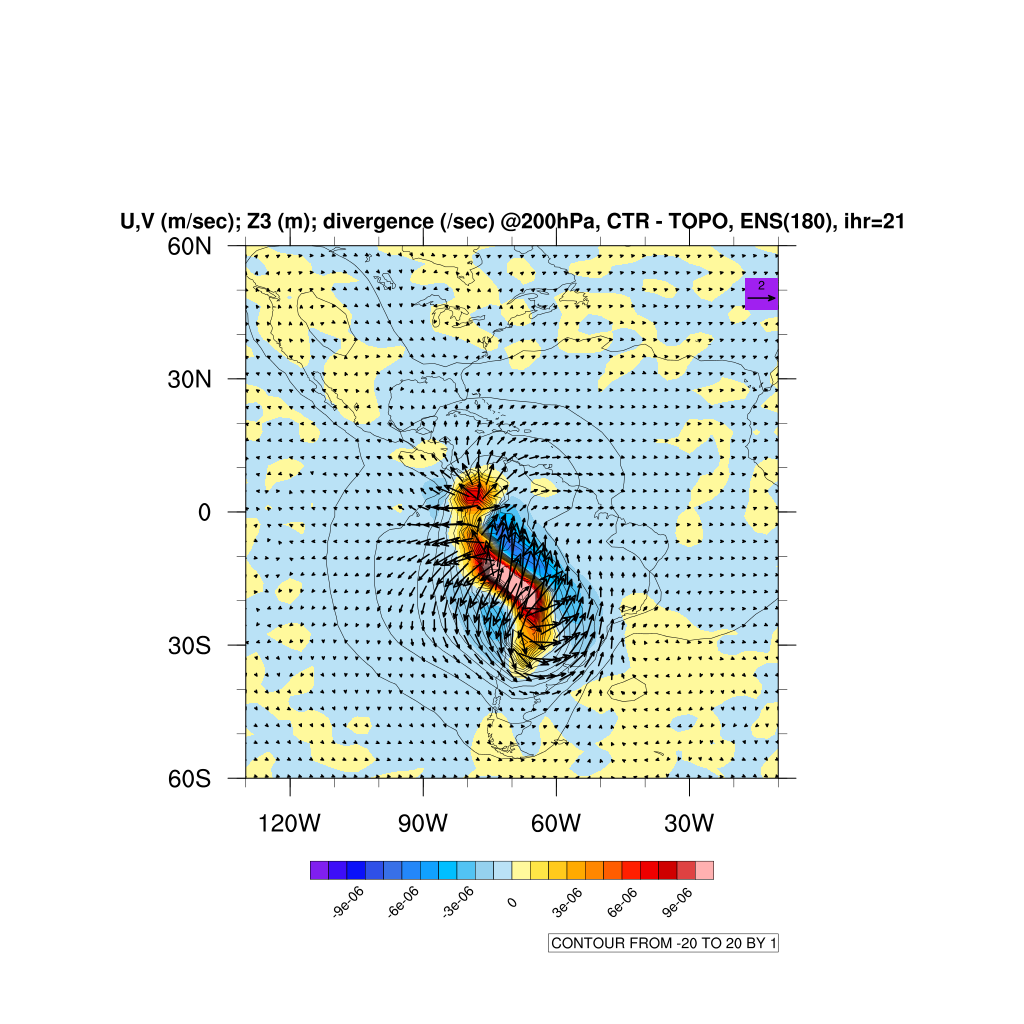 U,V (m/sec); Z3 (m); divergence (/sec) @200hPa, CTR - TOPO, ENS(180), ihr=21
60N
2
30N
0
30S
60S
120W 90W 60W 30W
-9e-06 -6e-06 -3e-06 0 3e-06 6e-06 9e-06
CONTOUR FROM -20 TO 20 BY 1